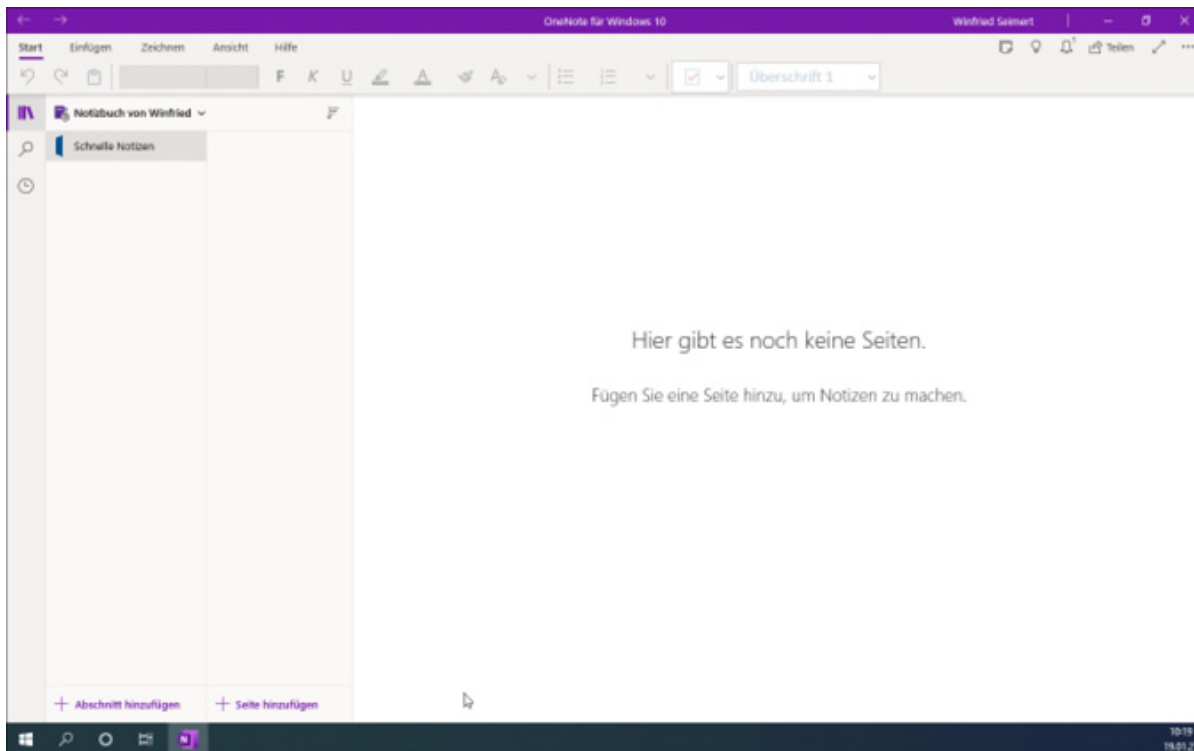 OneNote für Windows 10
Winfried Seimert
Start Einfügen Zeichnen Ansicht Hilfe
Teilen
F K U A
Überschrift 1
Notizbuch von Winfried
Schnelle Notizen
Hier gibt es noch keine Seiten.
Fügen Sie eine Seite hinzu, um Notizen zu machen.
+ Abschnitt hinzufügen
+ Seite hinzufügen
10:19